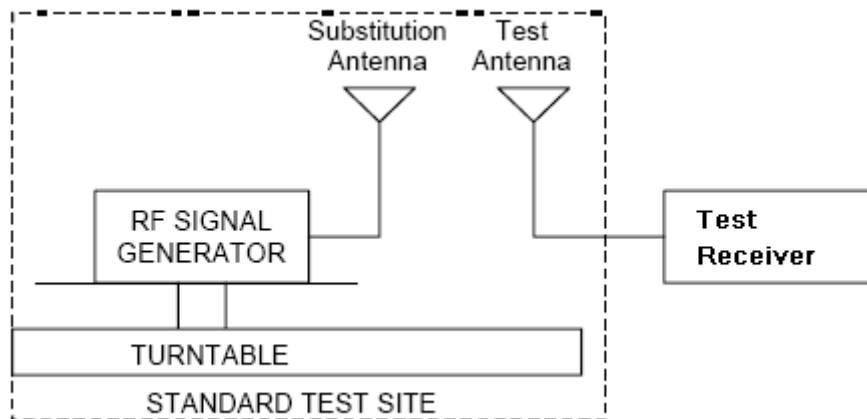 Substitution
Antenna
Test
Antenna
RF SIGNAL
GENERATOR
Test
Receiver
TURNTABLE
STANDARD TEST SITE